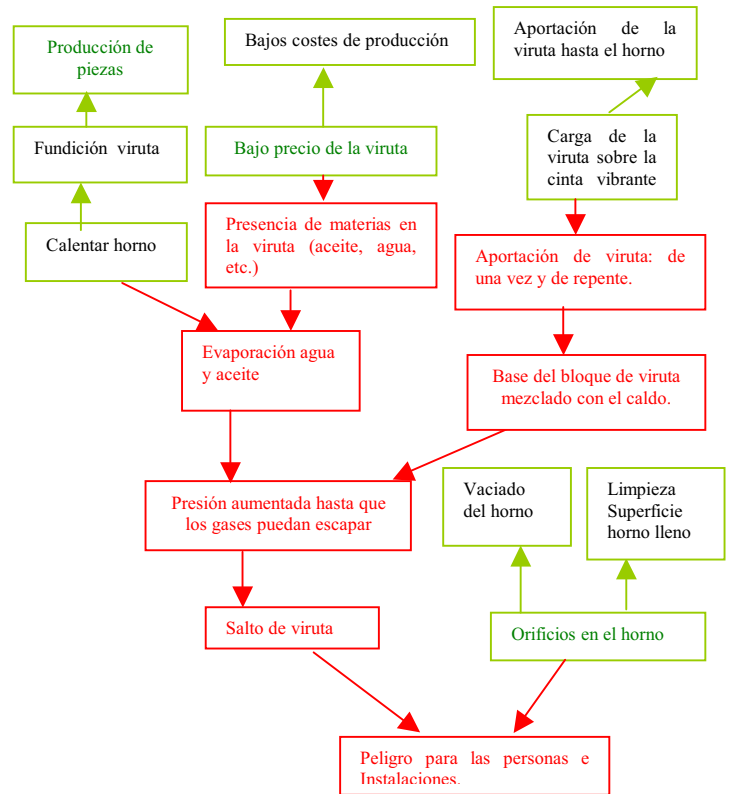 Producción de
piezas
Bajos costes de producción
Aportación de la
viruta hasta el horno
Fundición viruta
Bajo precio de la viruta
Carga de la
viruta sobre la
cinta vibrante
Calentar horno
Presencia de materias en
la viruta (aceite, agua,
etc.)
Aportación de viruta: de
una vez y de repente.
Evaporación agua
y aceite
Base del bloque de viruta
mezclado con el caldo.
Presión aumentada hasta que
los gases puedan escapar
Vaciado
del horno
Limpieza
Superficie
horno lleno
Salto de viruta
Orificios en el horno
Peligro para las personas e
Instalaciones.